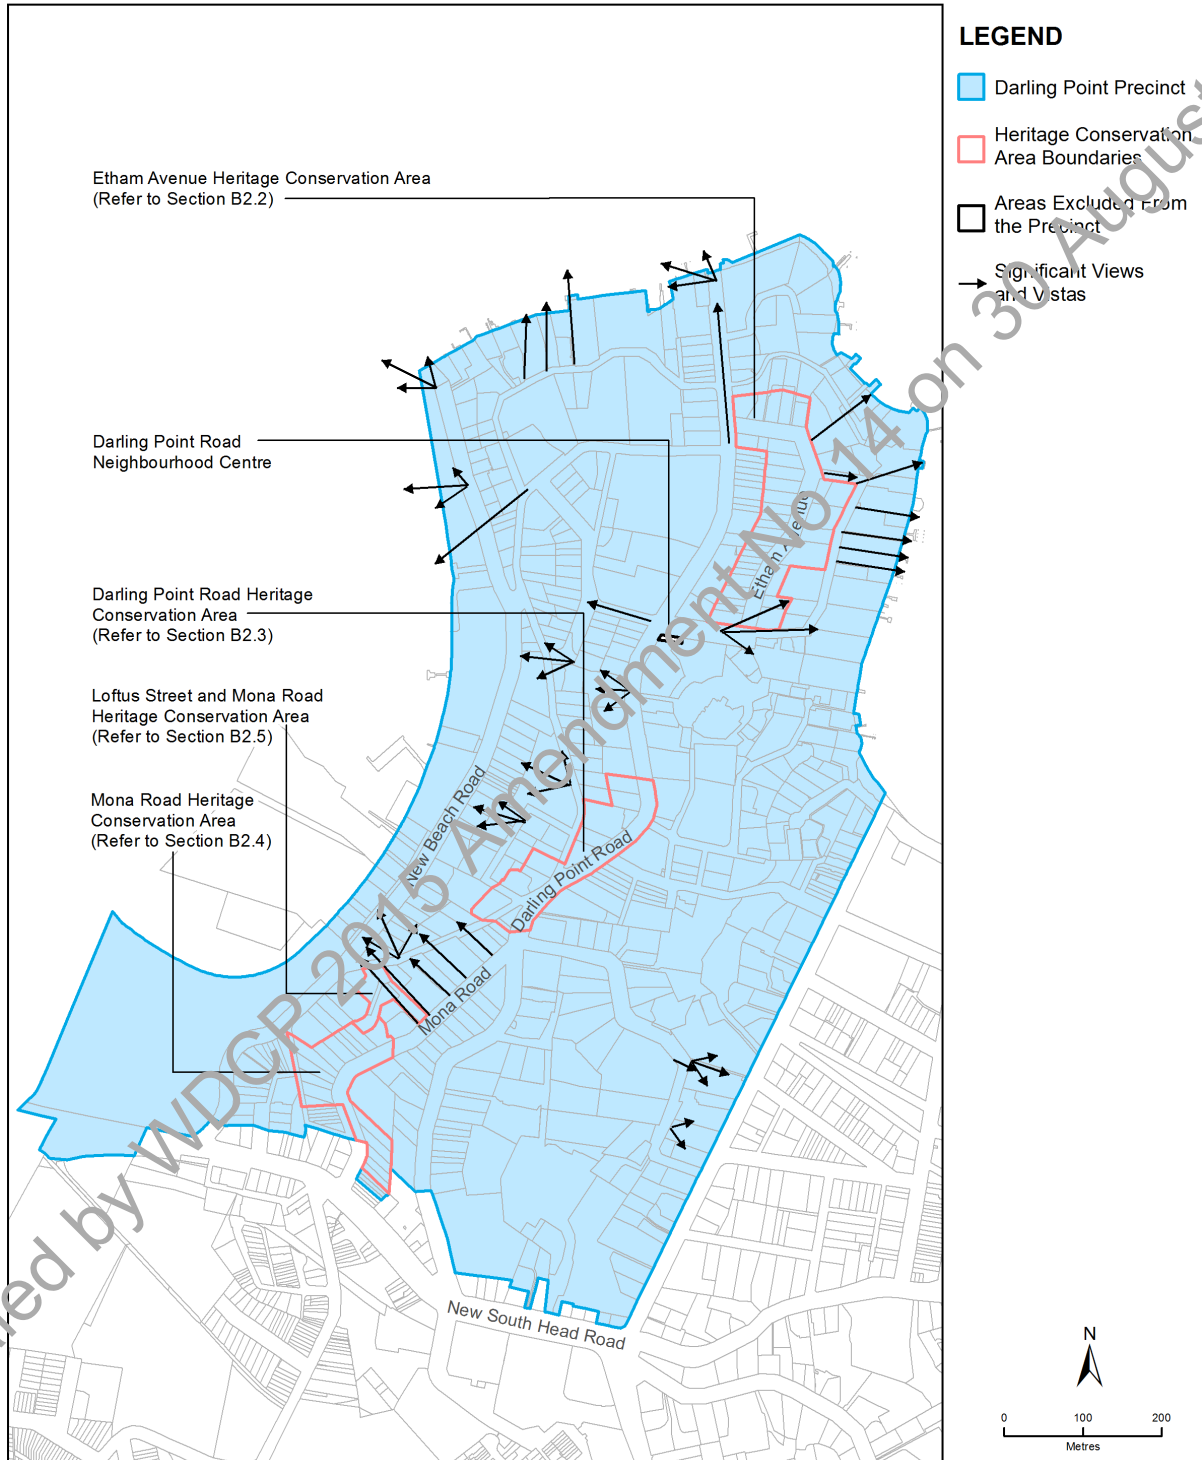 LEGEND
Darling Point Precinct
Heritage Conservation
Area Boundaries
Areas Excluded From
the Precinct
Significant Views
and Vistas
Etham Avenue Heritage Conservation Area
(Refer to Section B2.2)
Darling Point Road
Neighbourhood Centre
Darling Point Road Heritage
Conservation Area
(Refer to Section B2.3)
Loftus Street and Mona Road
Heritage Conservation Area
(Refer to Section B2.5)
Mona Road Heritage
Conservation Area
(Refer to Section B2.4)
Etham Avenue
New Beach Road
Darling Point Road
Mona Road
New South Head Road
by WDCP 2015 Amendment No 14 on 30 August
N
0 100 200
Metres